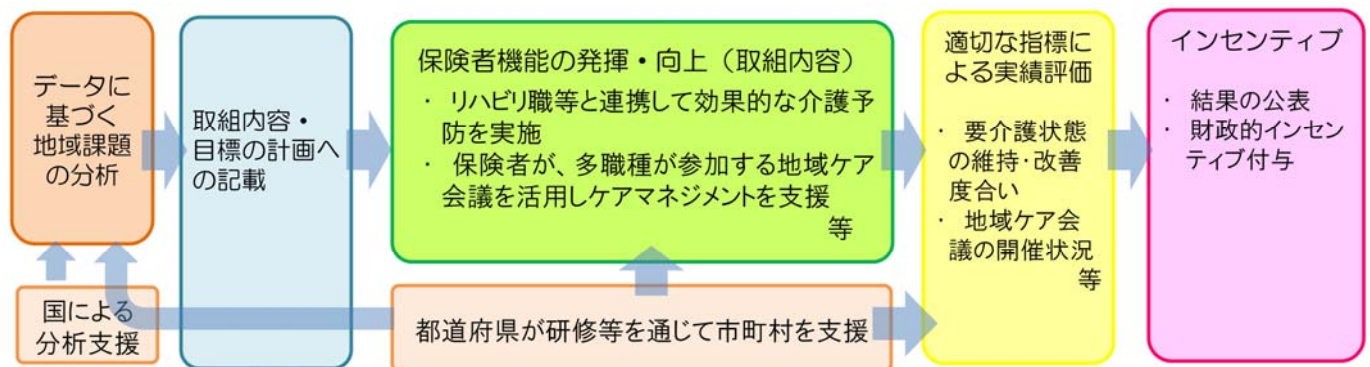 データに
基づく
地域課題
の分析
取組内容・
目標の計画へ
の記載
保険者機能の発揮・向上（取組内容）
・ リハビリ職等と連携して効果的な介護予
防を実施
・ 保険者が、多職種が参加する地域ケア
会議を活用しケアマネジメントを支援
等
適切な指標に
よる実績評価
・ 要介護状態
の維持・改善
度合い
・ 地域ケア会
議の開催状況
等
インセンティブ
・ 結果の公表
・ 財政的インセン
ティブ付与
国による
分析支援
都道府県が研修等を通じて市町村を支援